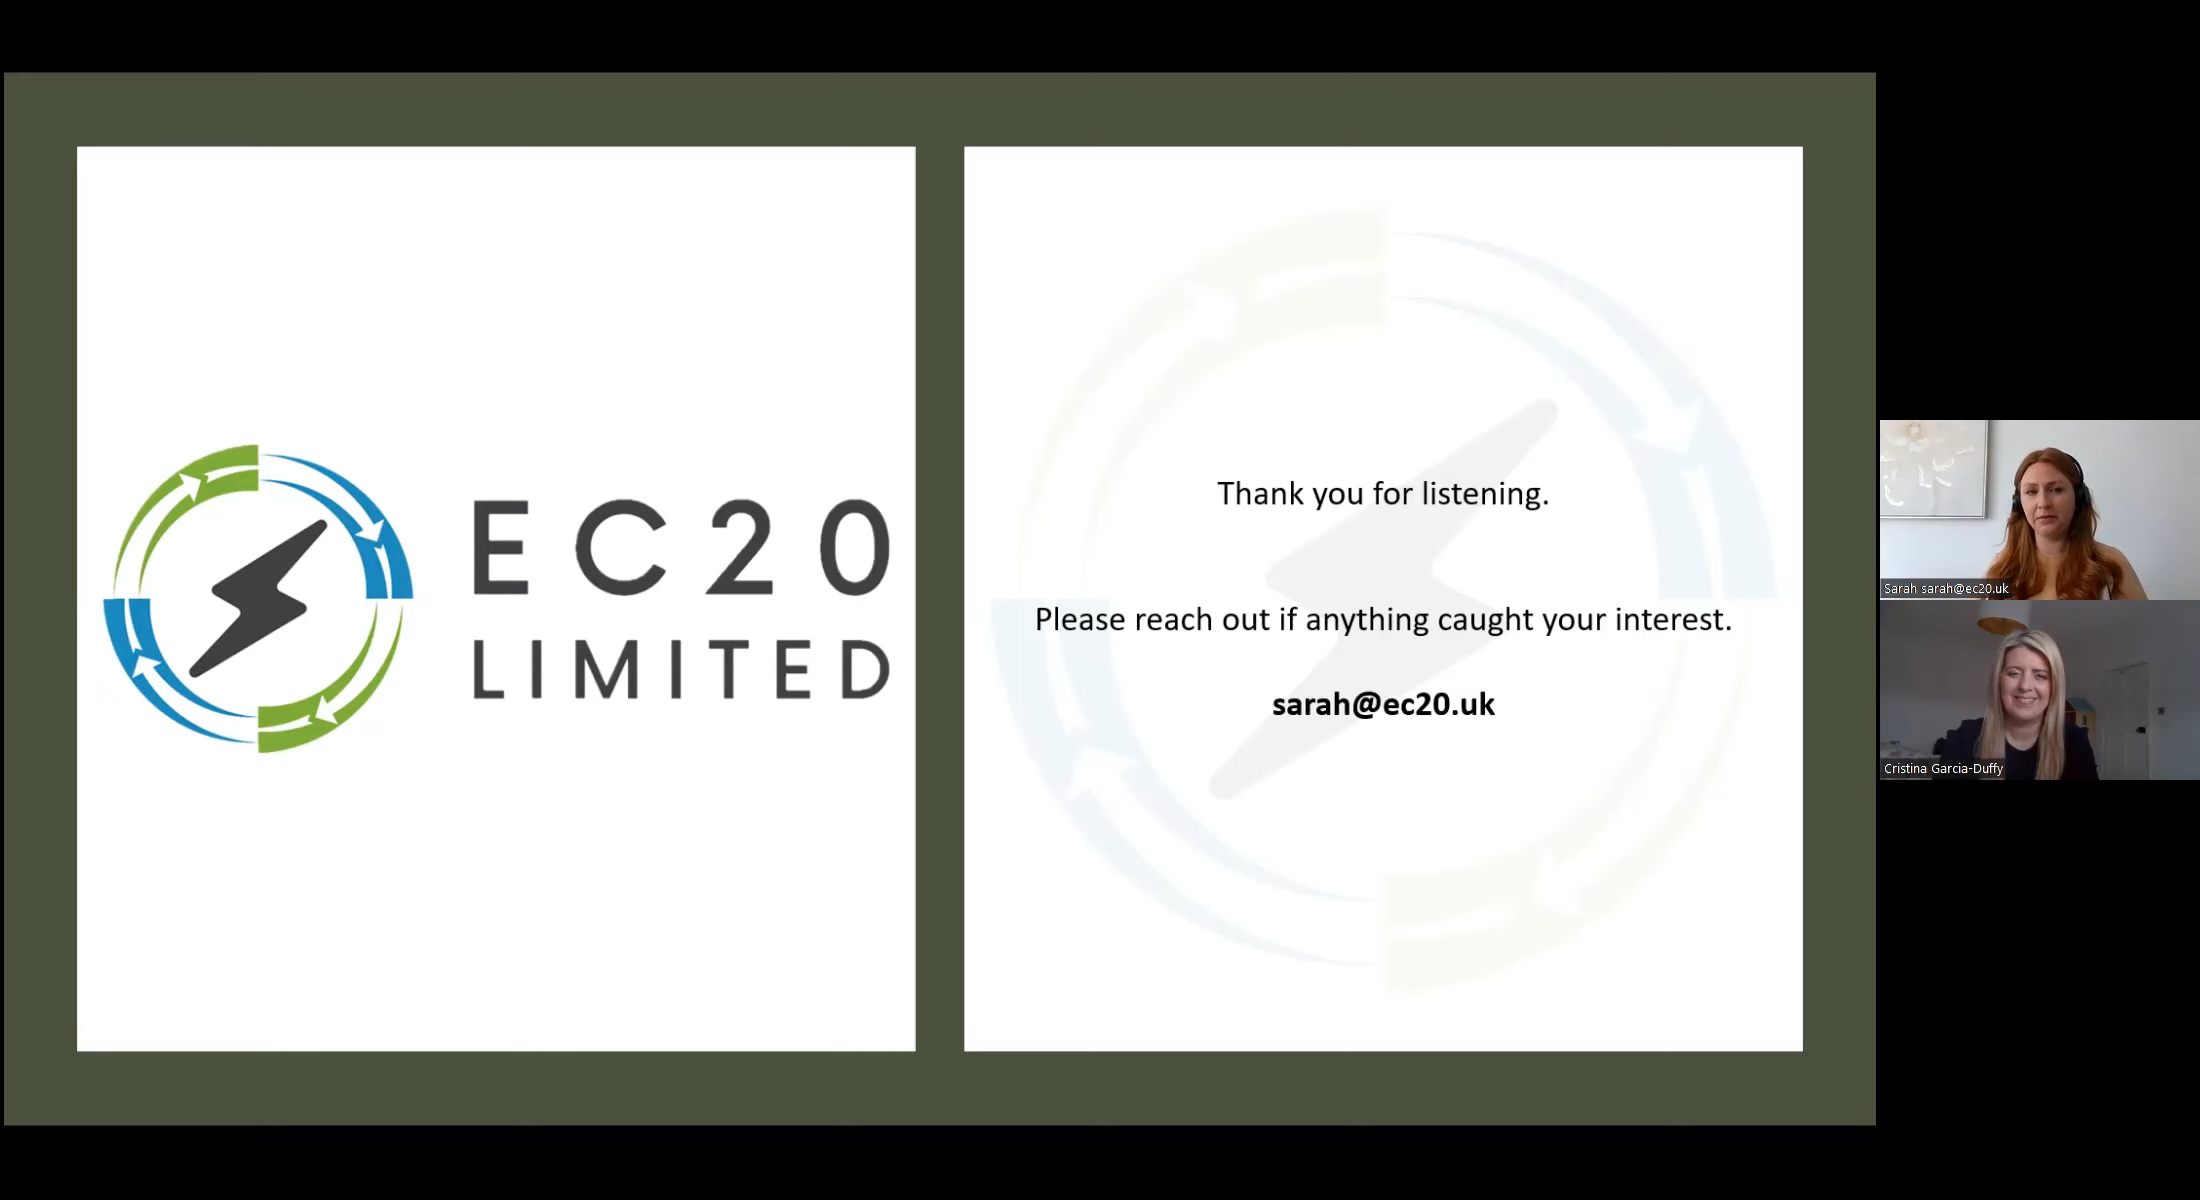 EC20
LIMITED
Thank you for listening.
Please reach out if anything caught your interest.
sarah@ec20.uk
Sarah sarah@ec20.uk
Cristina Garcia-Duffy